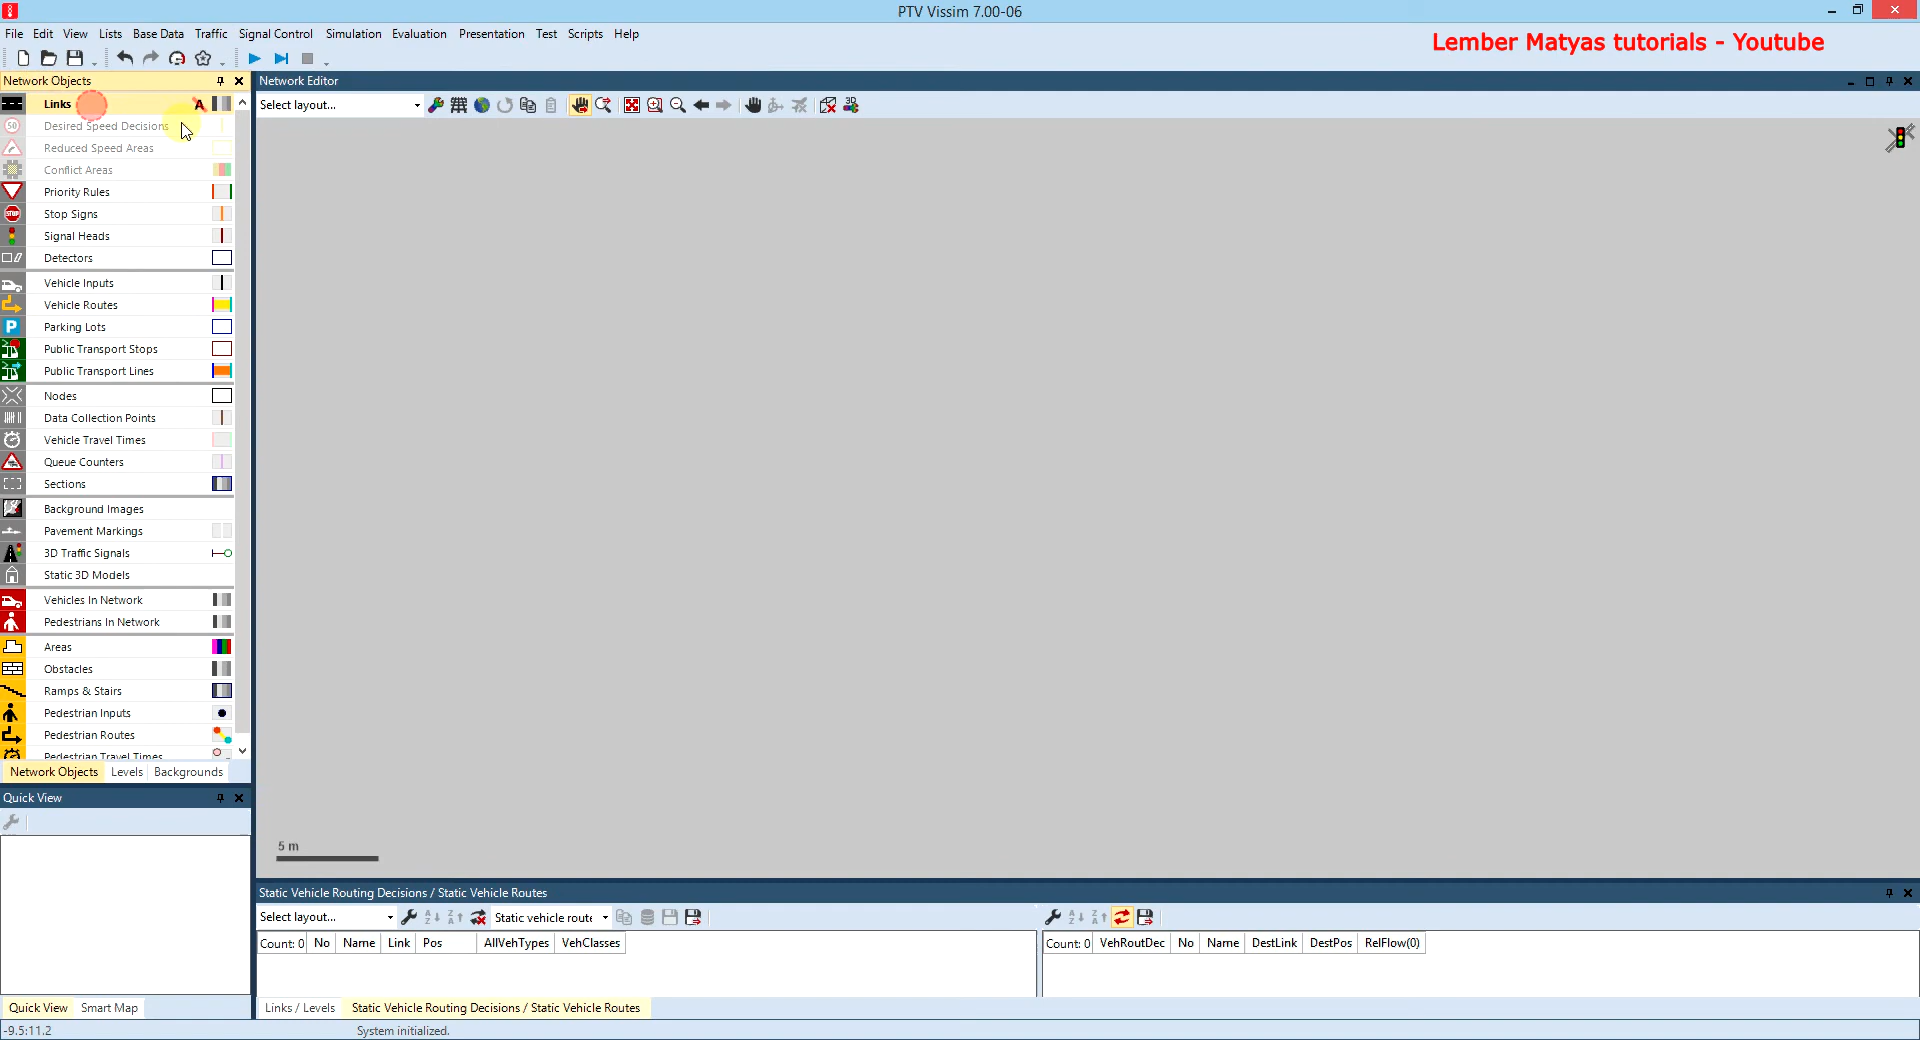 PTV Vissim 7.00-06
File Edit View Lists Base Data Traffic Signal Control Simulation Evaluation Presentation Test Scripts Help
Lember Matyas tutorials - Youtube
Network Objects
Network Editor
Links
A
Select layout...
3D
50
Desired Speed Decisions
Reduced Speed Areas
Conflict Areas
Priority Rules
STOP
Stop Signs
Signal Heads
Detectors
Vehicle Inputs
Vehicle Routes
P
Parking Lots
Public Transport Stops
Public Transport Lines
Nodes
Data Collection Points
Vehicle Travel Times
Queue Counters
Sections
Background Images
Pavement Markings
3D Traffic Signals
Static 3D Models
Vehicles In Network
Pedestrians In Network
Areas
Obstacles
Ramps & Stairs
Pedestrian Inputs
Pedestrian Routes
Pedestrian Travel Times
Network Objects Levels Backgrounds
Quick View
5 m
Static Vehicle Routing Decisions / Static Vehicle Routes
Select layout... Static vehicle route
Count: 0 No Name Link Pos AllVehTypes VehClasses
Count: 0 VehRoutDec No Name DestLink DestPos RelFlow(0)
Quick View Smart Map
Links / Levels Static Vehicle Routing Decisions / Static Vehicle Routes
-9.5:11.2 System initialized.